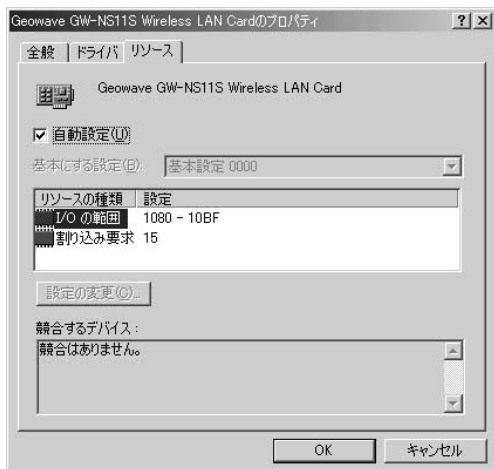 Geowave GW-NS11S Wireless LAN Cardのプロパティ
全般 ドライバ リソース
Geowave GW-NS11S Wireless LAN Card
自動設定(U)
基本にする設定(B): 基本設定 0000
リソースの種類 設定
I/O の範囲 1080 - 10BF
割り込み要求 15
設定の変更(C)...
競合するデバイス:
競合はありません。
OK キャンセル